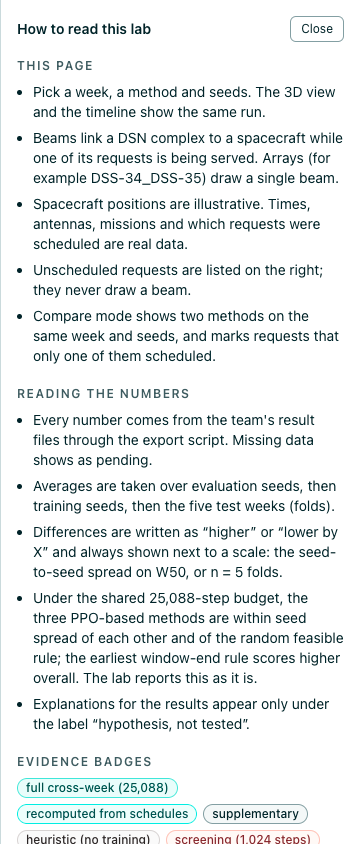 How to read this lab
Close
THIS PAGE
• Pick a week, a method and seeds. The 3D view
and the timeline show the same run.
• Beams link a DSN complex to a spacecraft while
one of its requests is being served. Arrays (for
example DSS-34_DSS-35) draw a single beam.
• Spacecraft positions are illustrative. Times,
antennas, missions and which requests were
scheduled are real data.
• Unscheduled requests are listed on the right;
they never draw a beam.
• Compare mode shows two methods on the
same week and seeds, and marks requests that
only one of them scheduled.
READING THE NUMBERS
• Every number comes from the team's result
files through the export script. Missing data
shows as pending.
• Averages are taken over evaluation seeds, then
training seeds, then the five test weeks (folds).
• Differences are written as “higher” or “lower by
X” and always shown next to a scale: the seed-
to-seed spread on W50, or n = 5 folds.
• Under the shared 25,088-step budget, the
three PPO-based methods are within seed
spread of each other and of the random feasible
rule; the earliest window-end rule scores higher
overall. The lab reports this as it is.
• Explanations for the results appear only under
the label “hypothesis, not tested”.
EVIDENCE BADGES
full cross-week (25,088)
recomputed from schedules supplementary
heuristic (no training) screening (1,024 steps)